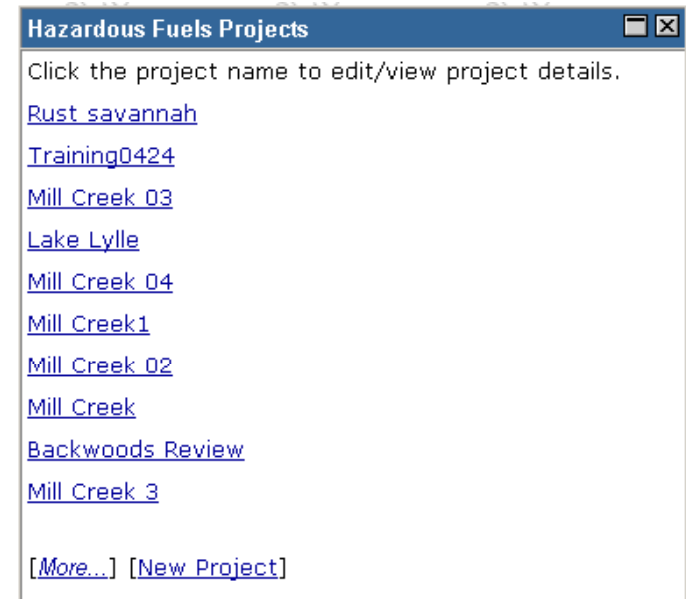 Hazardous Fuels Projects
Click the project name to edit/view project details.
Rust savannah
Training0424
Mill Creek 03
Lake Lylle
Mill Creek 04
Mill Creek1
Mill Creek 02
Mill Creek
Backwoods Review
Mill Creek 3
[More...] [New Project]